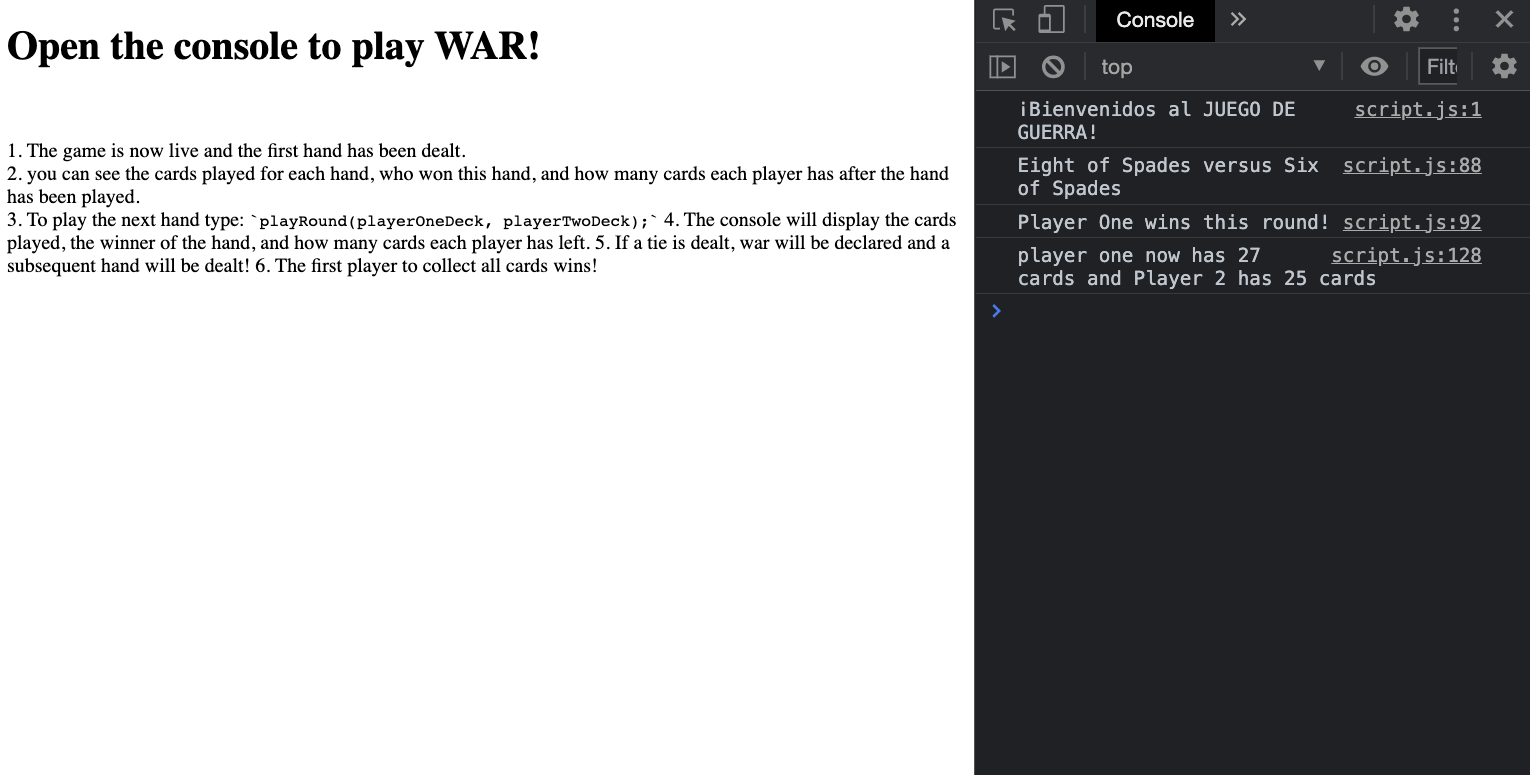 Open the console to play WAR!
1. The game is now live and the first hand has been dealt.
2. you can see the cards played for each hand, who won this hand, and how many cards each player has after the hand
has been played.
3. To play the next hand type: `playRound(playerOneDeck, playerTwoDeck);` 4. The console will display the cards
played, the winner of the hand, and how many cards each player has left. 5. If a tie is dealt, war will be declared and a
subsequent hand will be dealt! 6. The first player to collect all cards wins!
Console
top
Filt
¡Bienvenidos al JUEGO DE script.js:1
GUERRA!
Eight of Spades versus Six script.js:88
of Spades
Player One wins this round! script.js:92
player one now has 27 script.js:128
cards and Player 2 has 25 cards